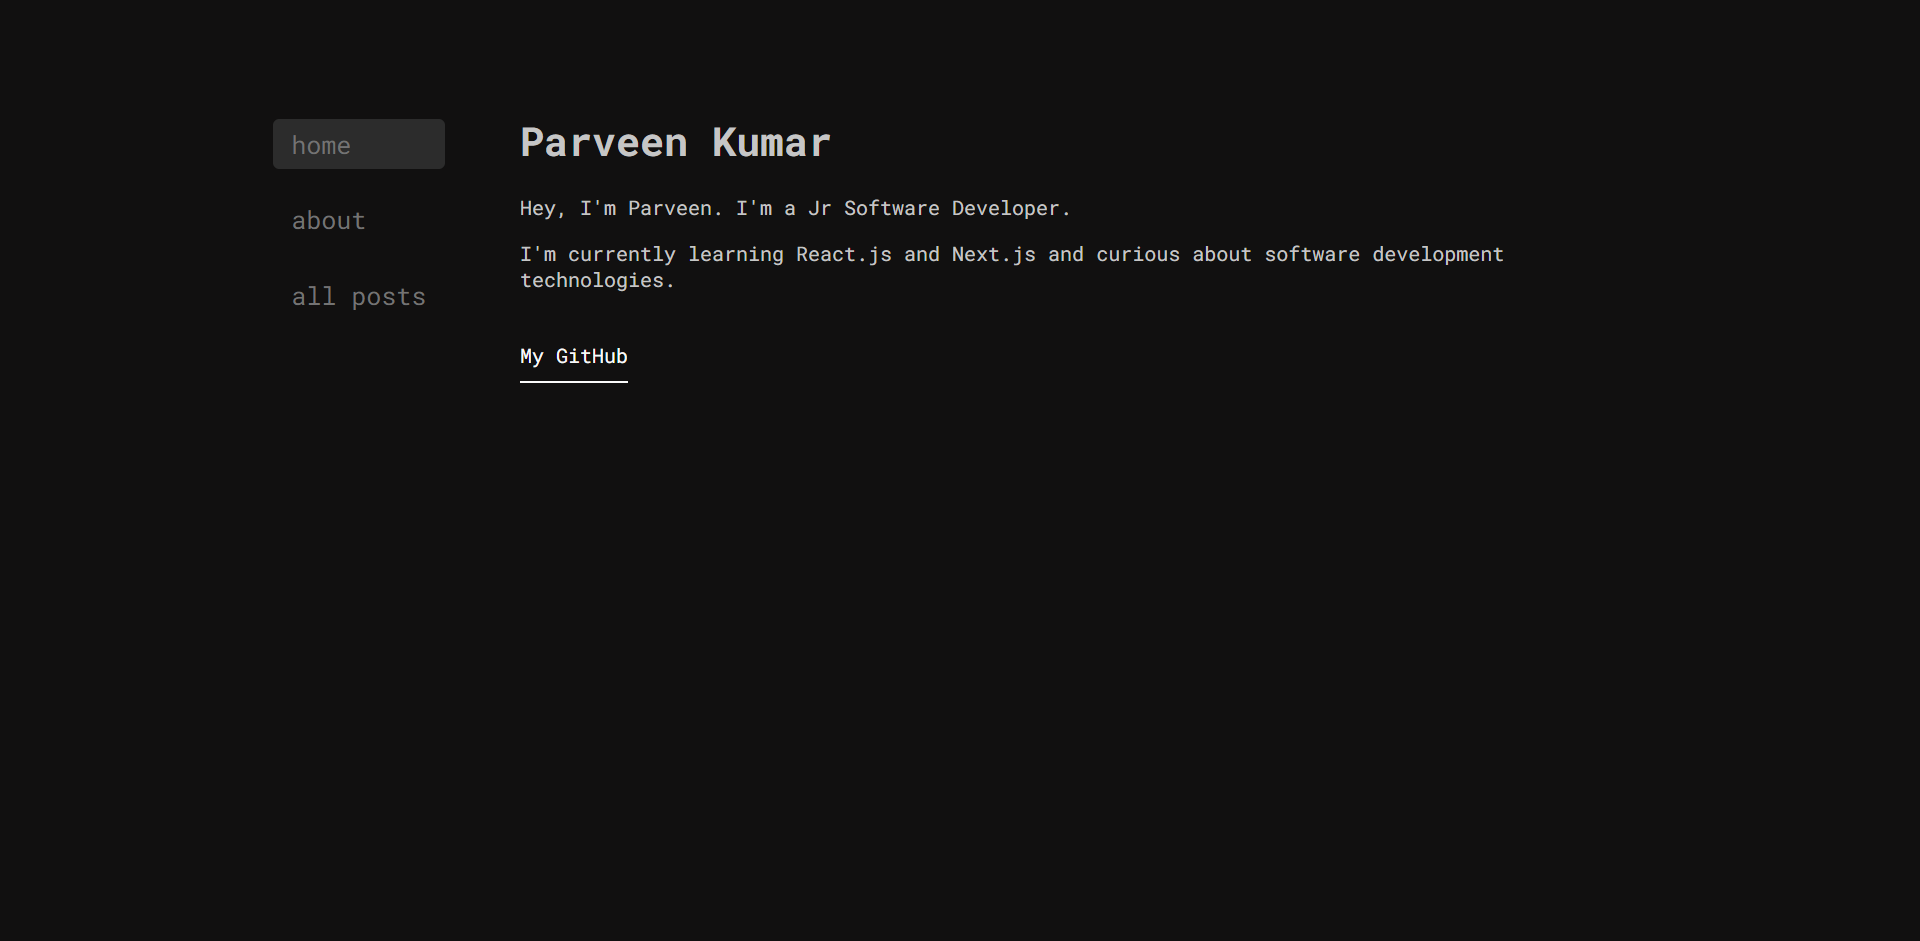 home
about
all posts
Parveen Kumar
Hey, I'm Parveen. I'm a Jr Software Developer.
I'm currently learning React.js and Next.js and curious about software development
technologies.
My GitHub